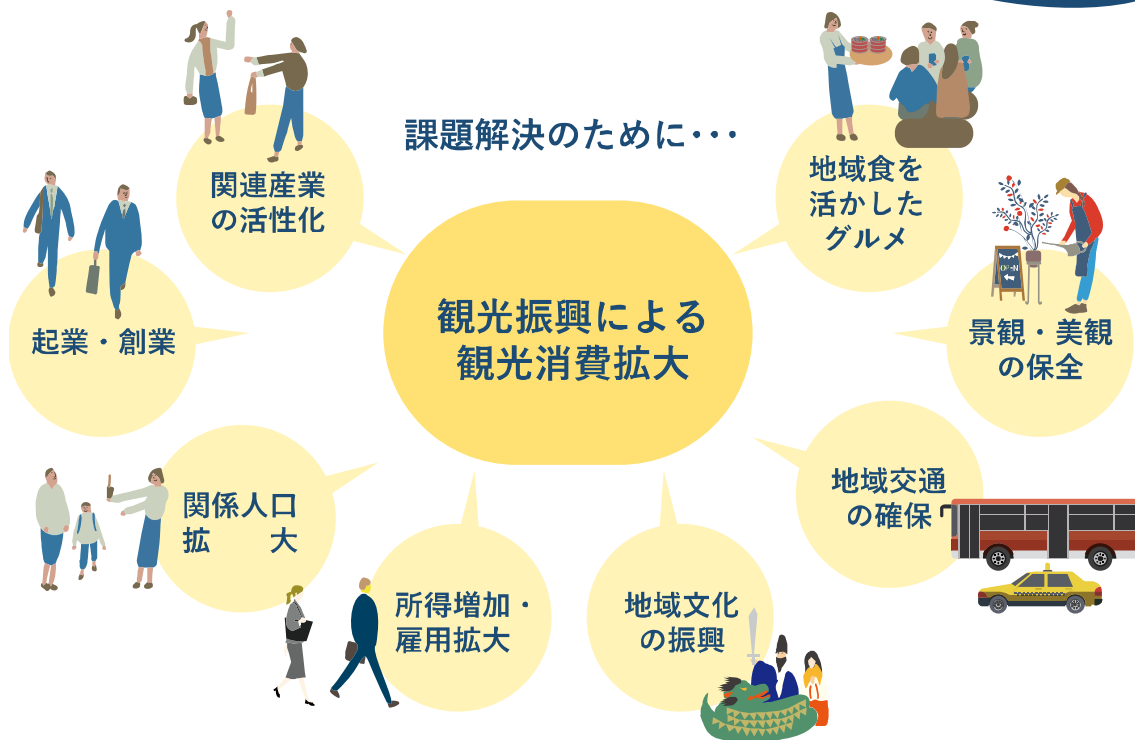 課題解決のために･･･
観光振興による
観光消費拡大
関連産業
の活性化
起業・創業
関係人口
拡　　大
所得増加・
雇用拡大
地域文化
の振興
地域交通
の確保
景観・美観
の保全
地域食を
活かした
グルメ
OPEN